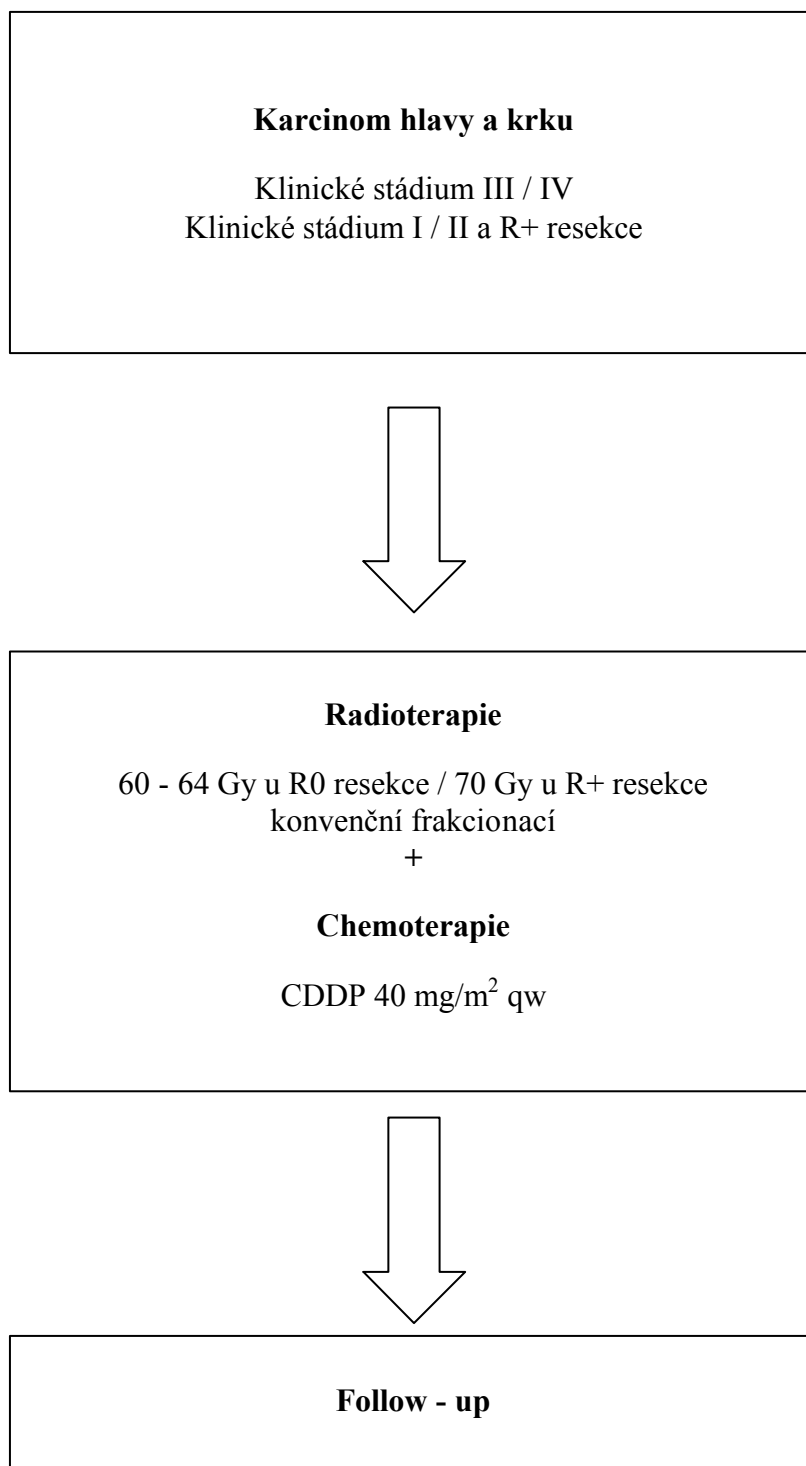 Karcinom hlavy a krku
Klinické stádium III / IV
Klinické stádium I / II a R+ resekce
Radioterapie
60 - 64 Gy u R0 resekce / 70 Gy u R+ resekce
konvenční frakcionací
+
Chemoterapie
CDDP 40 mg/m² qw
Follow - up